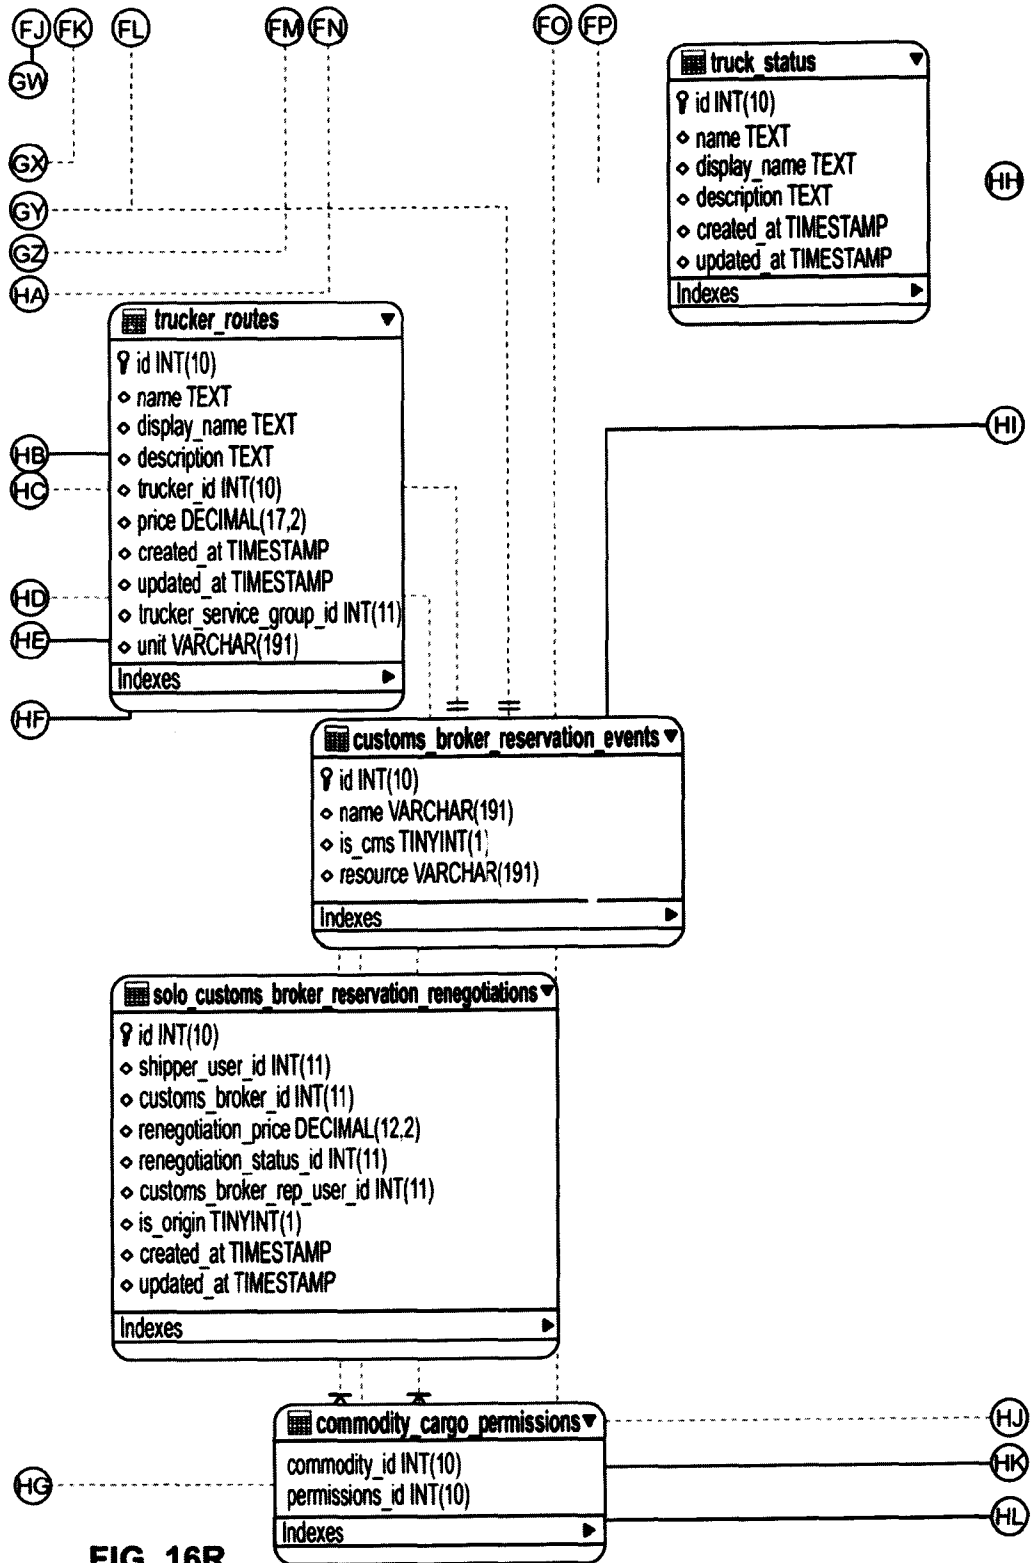 FJ FK FL FM FN FO FP
GW
truck_status
id INT(10)
name TEXT
display_name TEXT
description TEXT
created_at TIMESTAMP
updated_at TIMESTAMP
Indexes
GX
HH
GY
GZ
HA
trucker_routes
id INT(10)
name TEXT
display_name TEXT
description TEXT
trucker_id INT(10)
price DECIMAL(17,2)
created_at TIMESTAMP
updated_at TIMESTAMP
trucker_service_group_id INT(11)
unit VARCHAR(191)
Indexes
HI
HB
HC
HD
HE
HF
customs_broker_reservation_events
id INT(10)
name VARCHAR(191)
is_cms TINYINT(1)
resource VARCHAR(191)
Indexes
solo_customs_broker_reservation_renegotiations
id INT(10)
shipper_user_id INT(11)
customs_broker_id INT(11)
renegotiation_price DECIMAL(12,2)
renegotiation_status_id INT(11)
customs_broker_rep_user_id INT(11)
is_origin TINYINT(1)
created_at TIMESTAMP
updated_at TIMESTAMP
Indexes
commodity_cargo_permissions
commodity_id INT(10)
permissions_id INT(10)
Indexes
HJ
HK
HG
HL
FIG. 16R